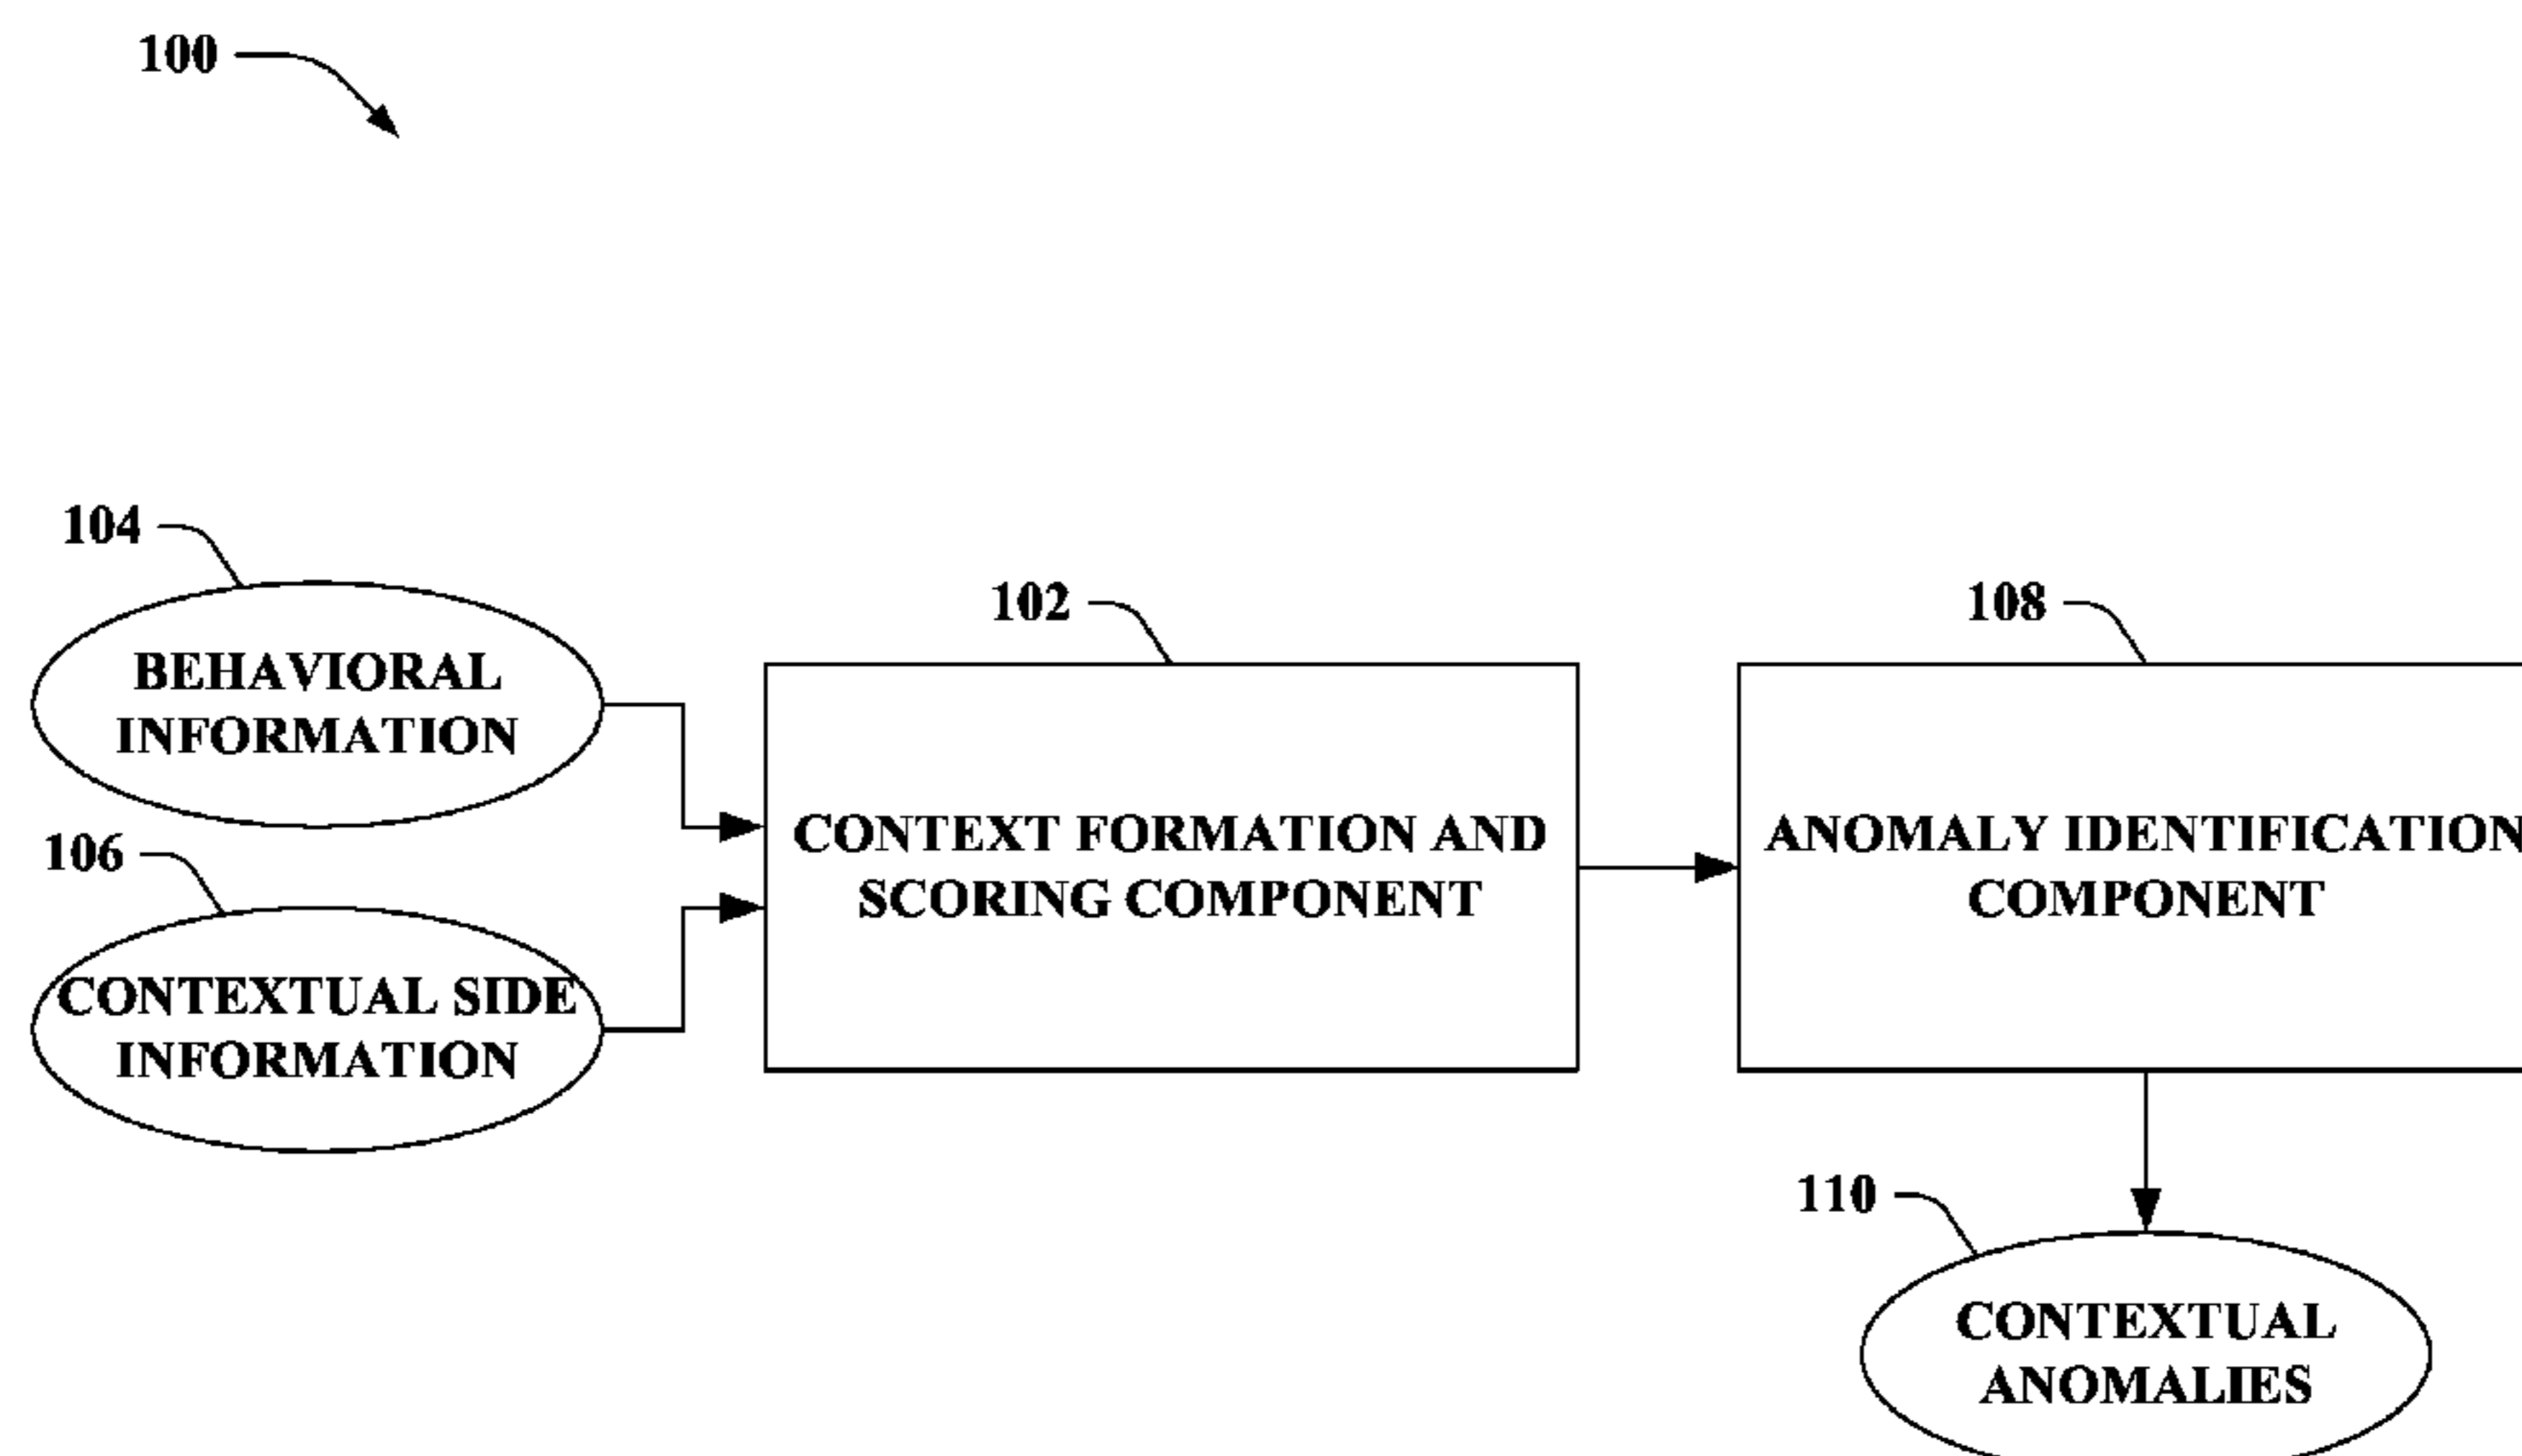 100
104
BEHAVIORAL
INFORMATION
106
CONTEXTUAL SIDE
INFORMATION
102
CONTEXT FORMATION AND
SCORING COMPONENT
108
ANOMALY IDENTIFICATION
COMPONENT
110
CONTEXTUAL
ANOMALIES